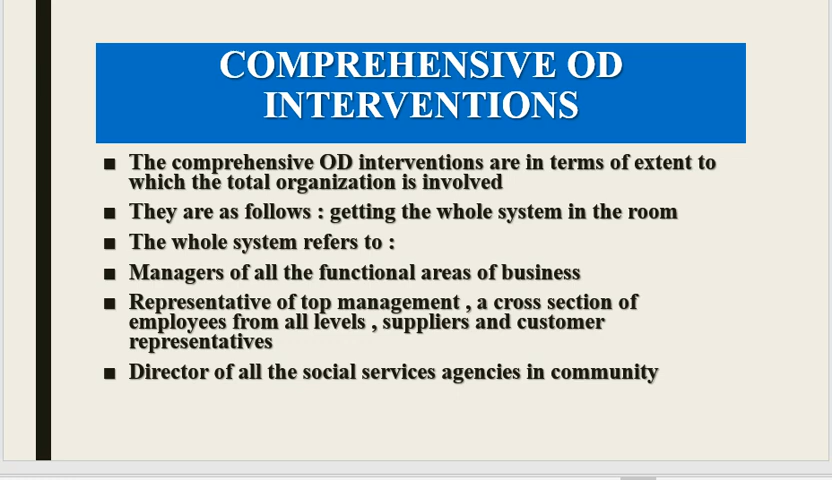 COMPREHENSIVE OD
INTERVENTIONS
■ The comprehensive OD interventions are in terms of extent to
which the total organization is involved
■ They are as follows : getting the whole system in the room
■ The whole system refers to :
■ Managers of all the functional areas of business
■ Representative of top management , a cross section of
employees from all levels , suppliers and customer
representatives
■ Director of all the social services agencies in community